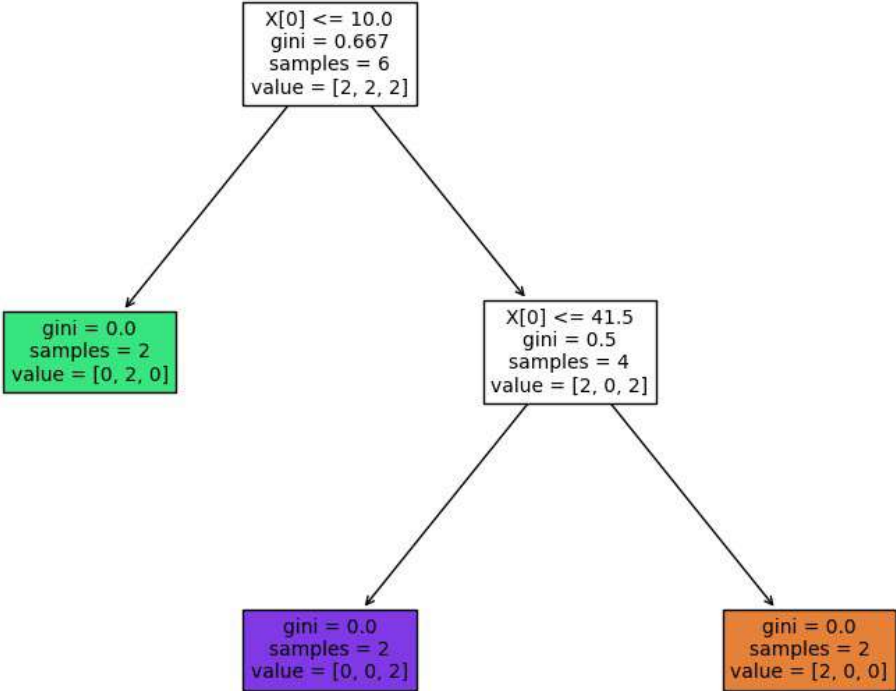 X[0] <= 10.0
gini = 0.667
samples = 6
value = [2, 2, 2]
gini = 0.0
samples = 2
value = [0, 2, 0]
X[0] <= 41.5
gini = 0.5
samples = 4
value = [2, 0, 2]
gini = 0.0
samples = 2
value = [0, 0, 2]
gini = 0.0
samples = 2
value = [2, 0, 0]